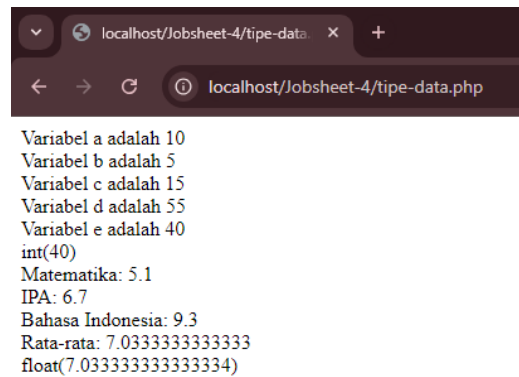 localhost/Jobsheet-4/tipe-data.
localhost/Jobsheet-4/tipe-data.php
Variabel a adalah 10
Variabel b adalah 5
Variabel c adalah 15
Variabel d adalah 55
Variabel e adalah 40
int(40)
Matematika: 5.1
IPA: 6.7
Bahasa Indonesia: 9.3
Rata-rata: 7.0333333333333
float(7.033333333333334)